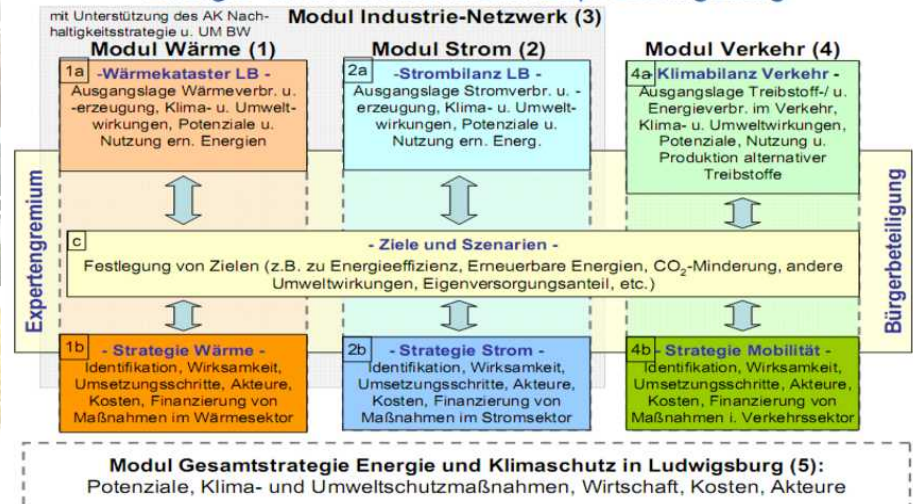 mit Unterstützung des AK Nach-
haltigkeitsstrategie u. UM BW
Modul Industrie-Netzwerk (3)
Modul Wärme (1)
Modul Strom (2)
Modul Verkehr (4)
1a
-Wärmekataster LB -
Ausgangslage Wärmeverbr. u.
-erzeugung, Klima- u. Umwelt-
wirkungen, Potenziale u.
Nutzung ern. Energien
2a
-Strombilanz LB -
Ausgangslage Stromverbr. u. -
erzeugung, Klima- u. Umwelt-
wirkungen, Potenziale u.
Nutzung ern. Energ.
4a
- Klimabilanz Verkehr -
Ausgangslage Treibstoff-/ u.
Energieverbr. im Verkehr,
Klima- u. Umweltwirkungen,
Potenziale, Nutzung u.
Produktion alternativer
Treibstoffe
Expertengremium
Bürgerbeteiligung
c
- Ziele und Szenarien -
Festlegung von Zielen (z.B. zu Energieeffizienz, Erneuerbare Energien, CO₂-Minderung, andere
Umweltwirkungen, Eigenversorgungsanteil, etc.)
1b
- Strategie Wärme -
Identifikation, Wirksamkeit,
Umsetzungsschritte, Akteure,
Kosten, Finanzierung von
Maßnahmen im Wärmesektor
2b
- Strategie Strom -
Identifikation, Wirksamkeit,
Umsetzungsschritte, Akteure,
Kosten, Finanzierung von
Maßnahmen im Stromsektor
4b
- Strategie Mobilität -
Identifikation, Wirksamkeit,
Umsetzungsschritte, Akteure,
Kosten, Finanzierung von
Maßnahmen i. Verkehrssektor
Modul Gesamtstrategie Energie und Klimaschutz in Ludwigsburg (5):
Potenziale, Klima- und Umweltschutzmaßnahmen, Wirtschaft, Kosten, Akteure